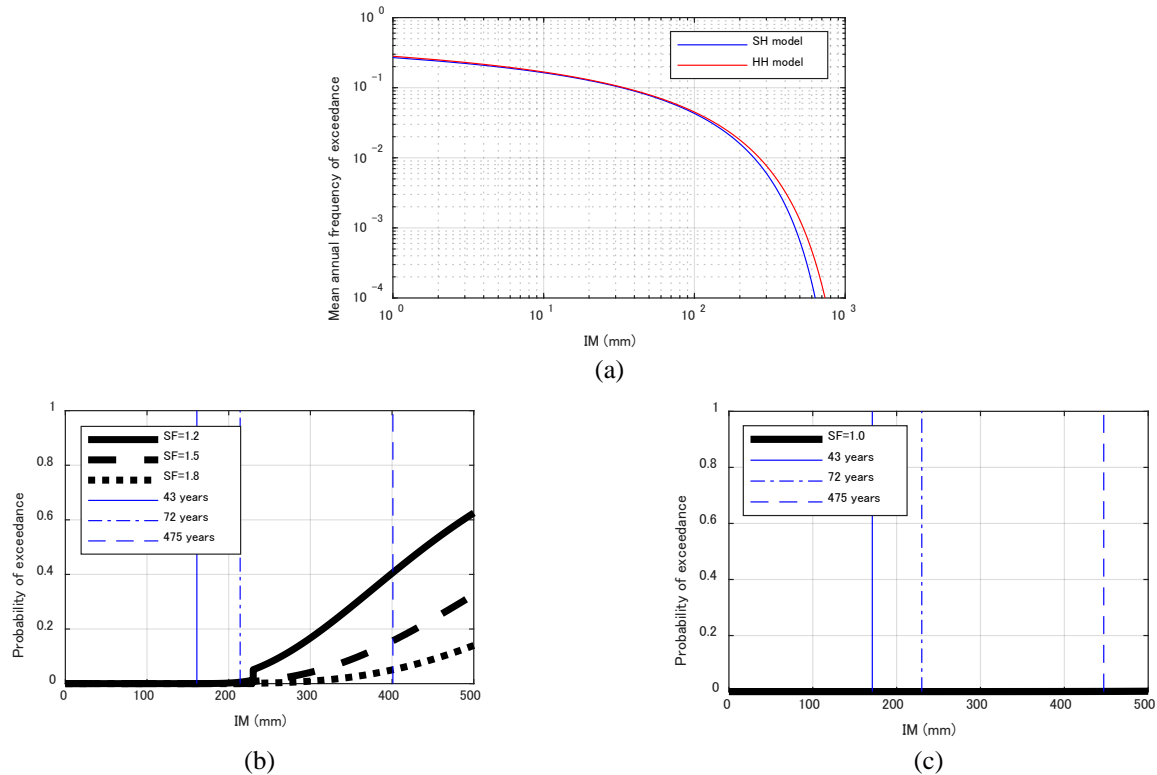 10^0
10^-1
10^-2
10^-3
10^-4
Mean annual frequency of exceedance
SH model
HH model
10^0 10^1 10^2 10^3
IM (mm)
(a)
1
0.8
0.6
0.4
0.2
0
Probability of exceedance
SF=1.2
SF=1.5
SF=1.8
43 years
72 years
475 years
0 100 200 300 400 500
IM (mm)
(b)
1
0.8
0.6
0.4
0.2
0
Probability of exceedance
SF=1.0
43 years
72 years
475 years
0 100 200 300 400 500
IM (mm)
(c)